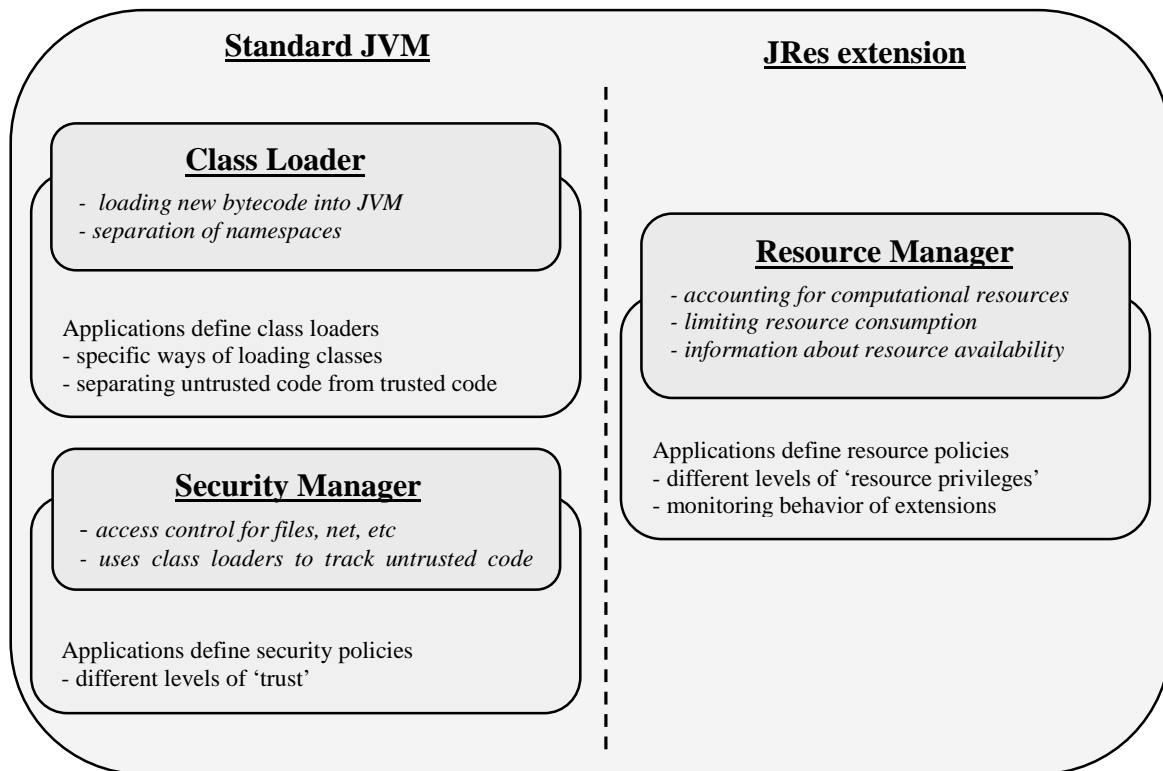 Standard JVM
Class Loader
- loading new bytecode into JVM
- separation of namespaces
Applications define class loaders
- specific ways of loading classes
- separating untrusted code from trusted code
Security Manager
- access control for files, net, etc
- uses class loaders to track untrusted code
Applications define security policies
- different levels of ‘trust’
JRes extension
Resource Manager
- accounting for computational resources
- limiting resource consumption
- information about resource availability
Applications define resource policies
- different levels of ‘resource privileges’
- monitoring behavior of extensions